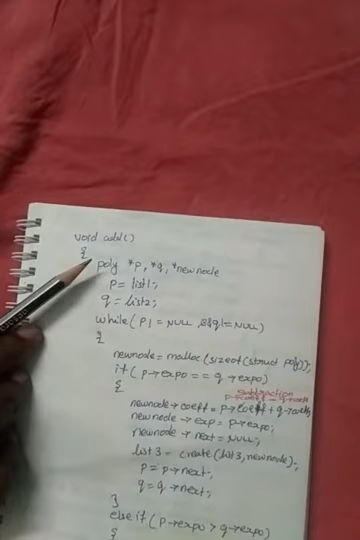 void add()
{
poly *p, *q, *newnode
p = list1;
q = list2;
while(p != NULL && q != NULL)
{
newnode = malloc(sizeof(struct poly));
if(p→expo == q→expo)
{
subtraction
p→coeff - q→coeff
newnode→coeff = p→coeff + q→coeff;
newnode→exp = p→expo;
newnode→next = NULL;
list3 = create(list3, newnode);
p = p→next;
q = q→next;
}
else if(p→expo > q→expo)
{